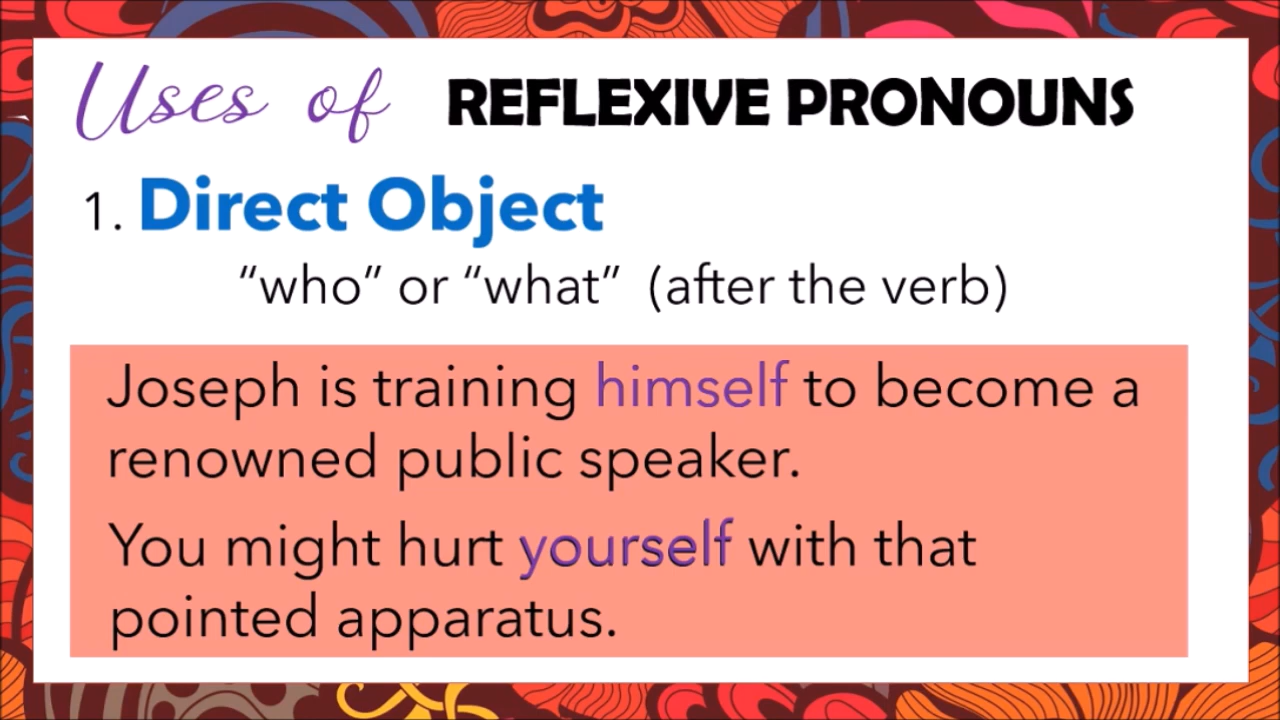 Uses of REFLEXIVE PRONOUNS
1. Direct Object
“who” or “what” (after the verb)
Joseph is training himself to become a
renowned public speaker.
You might hurt yourself with that
pointed apparatus.